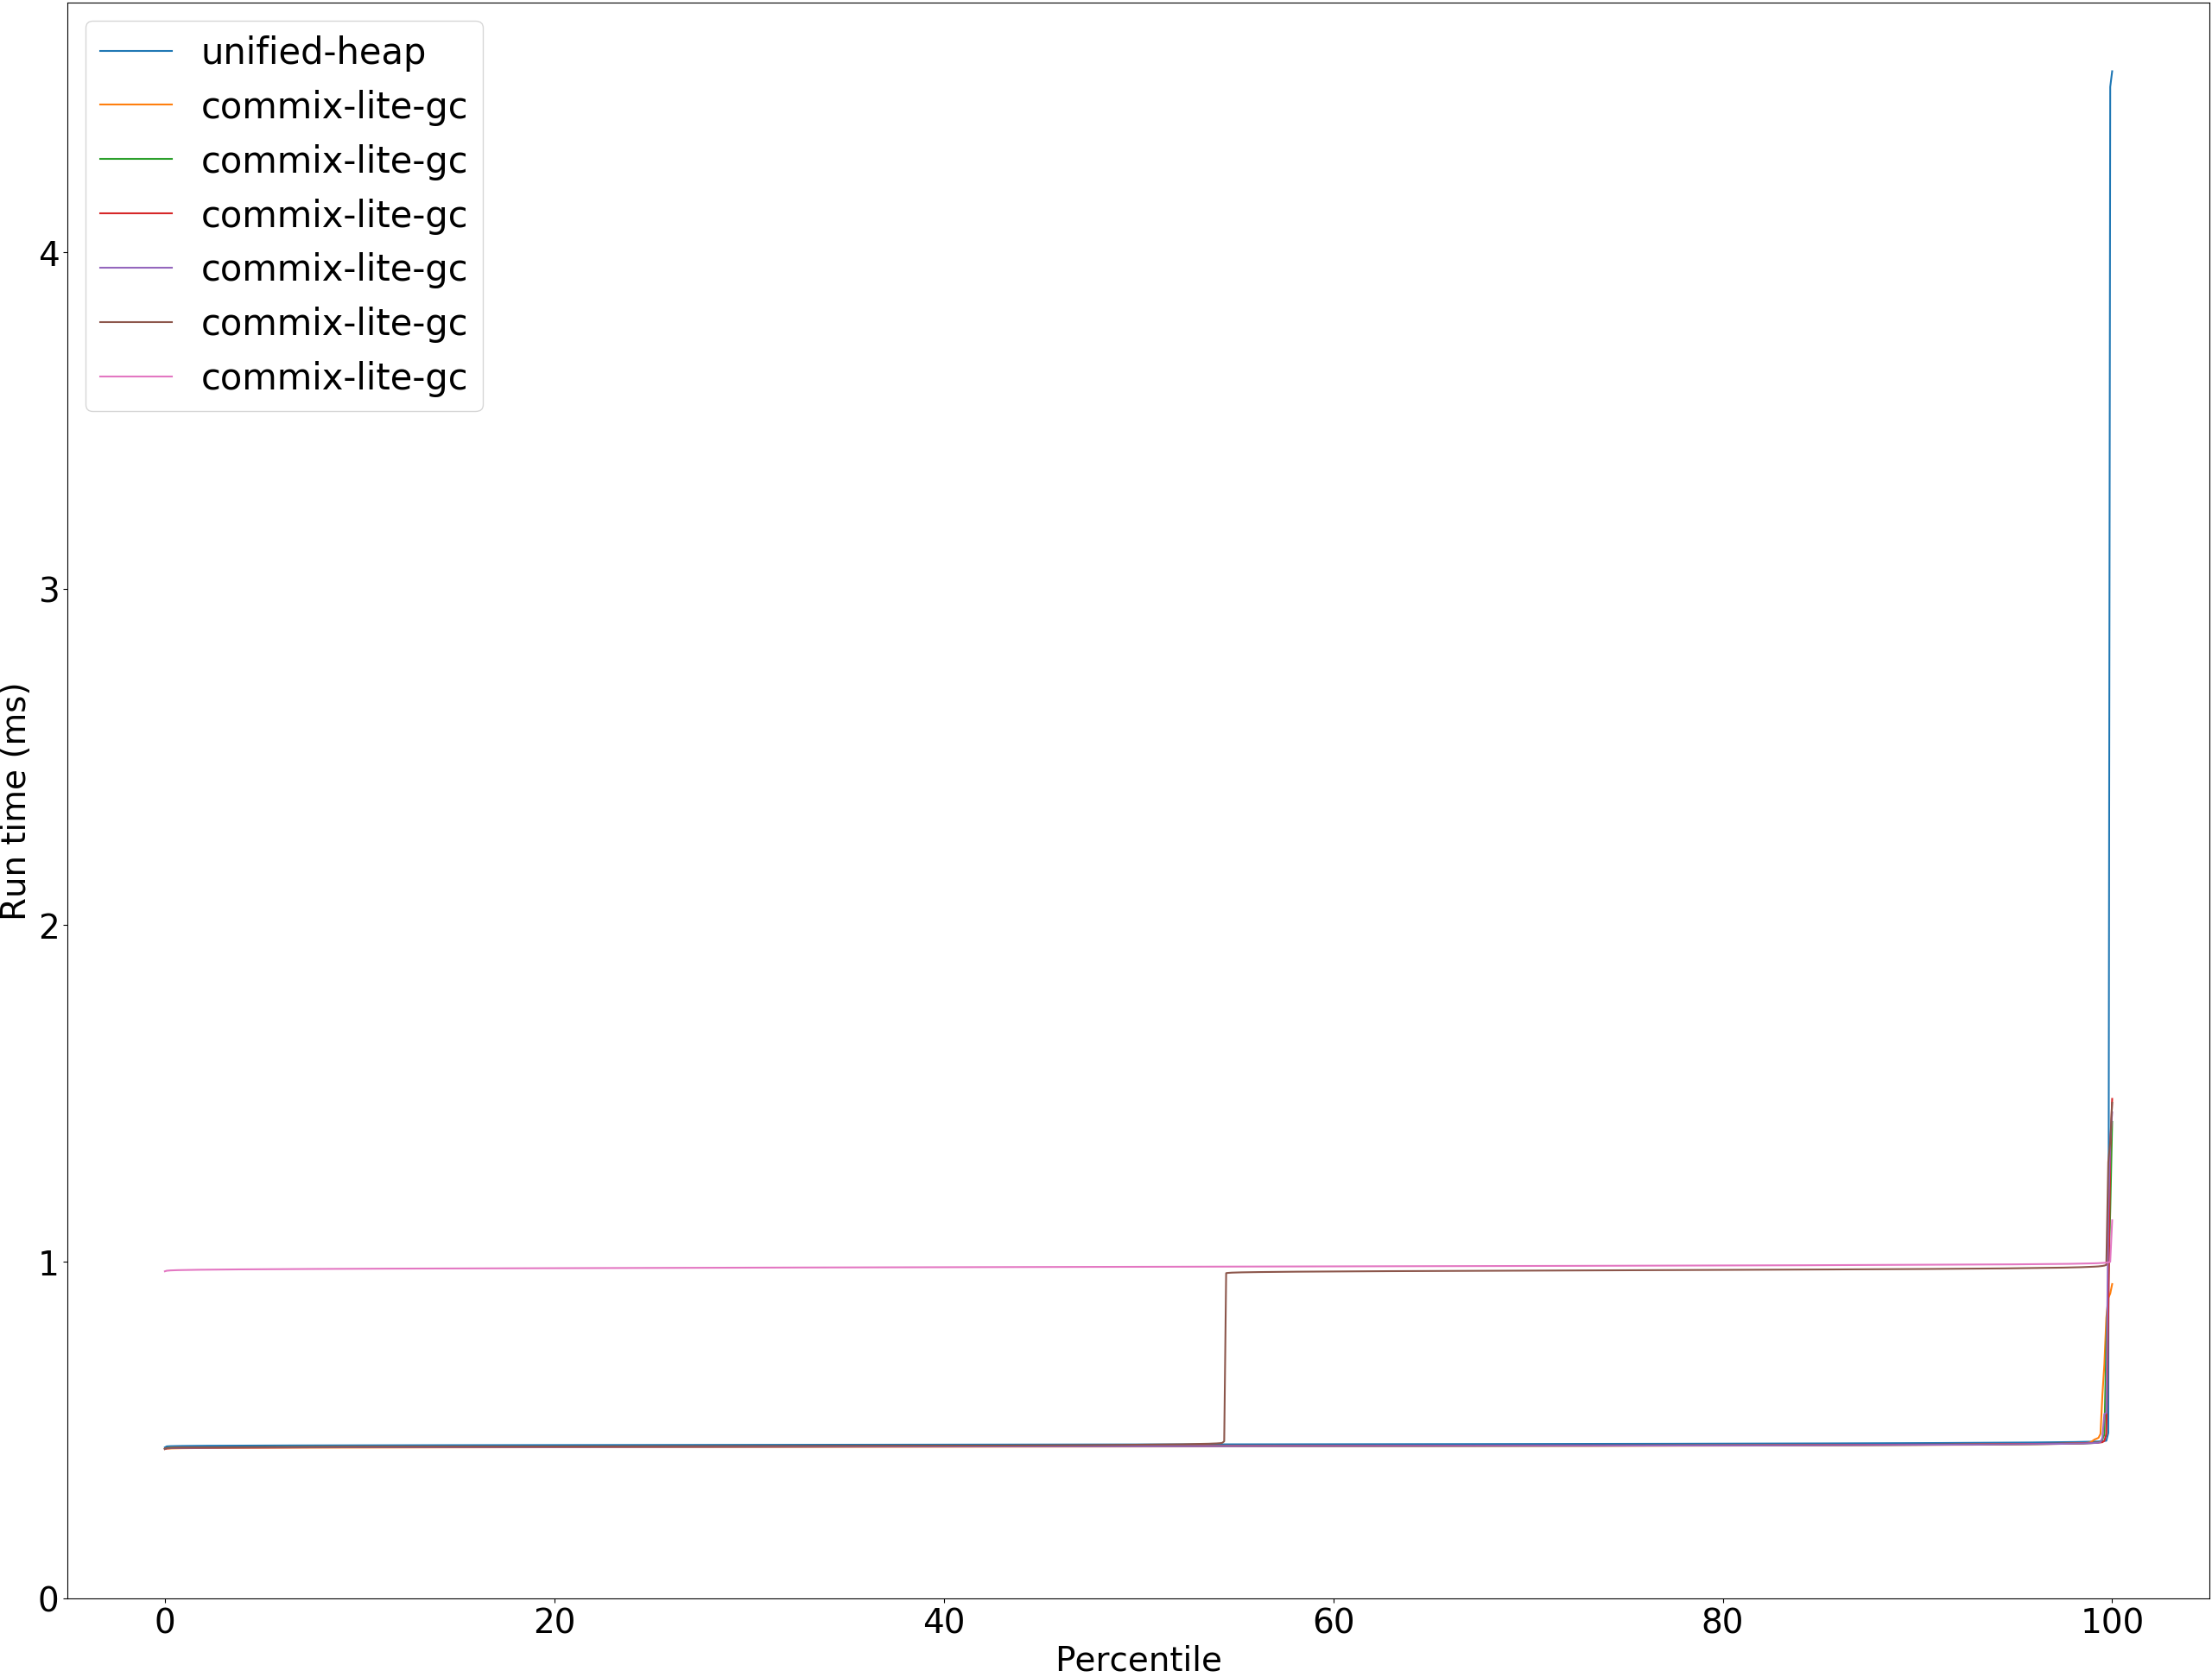 unified-heap
commix-lite-gc
commix-lite-gc
commix-lite-gc
commix-lite-gc
commix-lite-gc
commix-lite-gc
4
3
2
1
0
Run time (ms)
0 20 40 60 80 100
Percentile